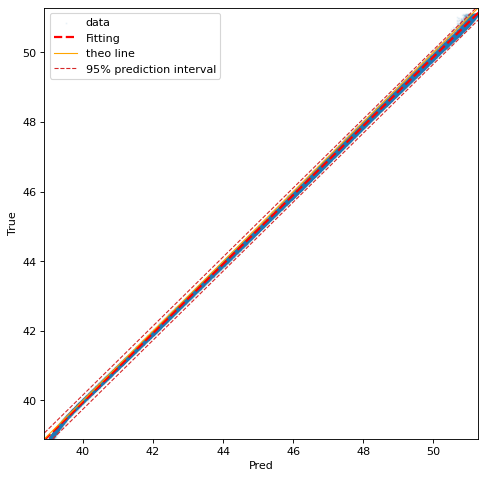 data
Fitting
theo line
95% prediction interval
50
48
46
44
42
40
True
40 42 44 46 48 50
Pred